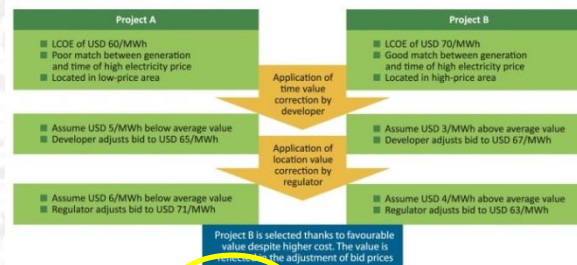 Project A
LCOE of USD 60/MWh
Poor match between generation
and time of high electricity price
Located in low-price area
Project B
LCOE of USD 70/MWh
Good match between generation
and time of high electricity price
Located in high-price area
Application of
time value
correction by
developer
Assume USD 5/MWh below average value
Developer adjusts bid to USD 65/MWh
Assume USD 3/MWh above average value
Developer adjusts bid to USD 67/MWh
Application of
location value
correction by
regulator
Assume USD 6/MWh below average value
Regulator adjusts bid to USD 71/MWh
Assume USD 4/MWh above average value
Regulator adjusts bid to USD 63/MWh
Project B is selected thanks to favourable
value despite higher cost. The value is
reflected in the adjustment of bid prices